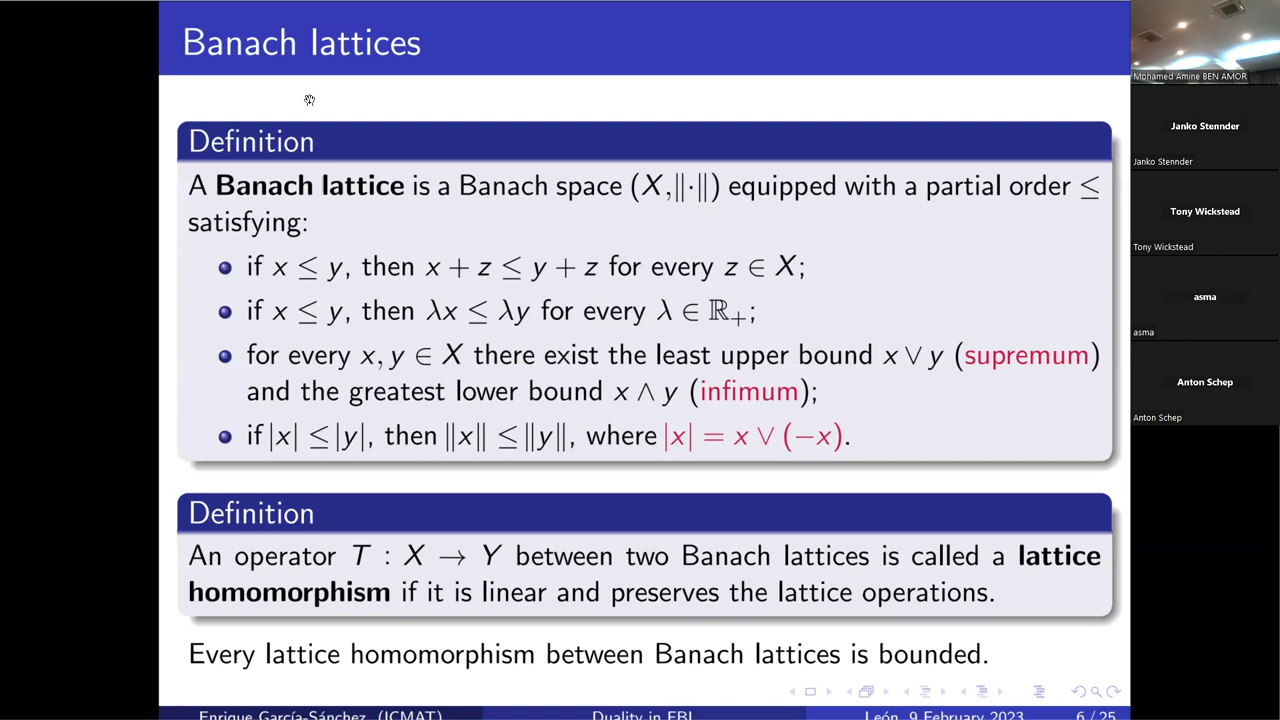 Banach lattices
Definition
A Banach lattice is a Banach space (X,‖·‖) equipped with a partial order ≤
satisfying:
if x ≤ y, then x + z ≤ y + z for every z ∈ X;
if x ≤ y, then λx ≤ λy for every λ ∈ ℝ₊;
for every x, y ∈ X there exist the least upper bound x ∨ y (supremum)
and the greatest lower bound x ∧ y (infimum);
if |x| ≤ |y|, then ‖x‖ ≤ ‖y‖, where |x| = x ∨ (−x).
Definition
An operator T : X → Y between two Banach lattices is called a lattice
homomorphism if it is linear and preserves the lattice operations.
Every lattice homomorphism between Banach lattices is bounded.
Enrique García-Sánchez (ICMAT) Duality in FBL León, 9 February 2023 6 / 25
Mohamed Amine BEN AMOR
Janko Stennder
Janko Stennder
Tony Wickstead
Tony Wickstead
asma
asma
Anton Schep
Anton Schep